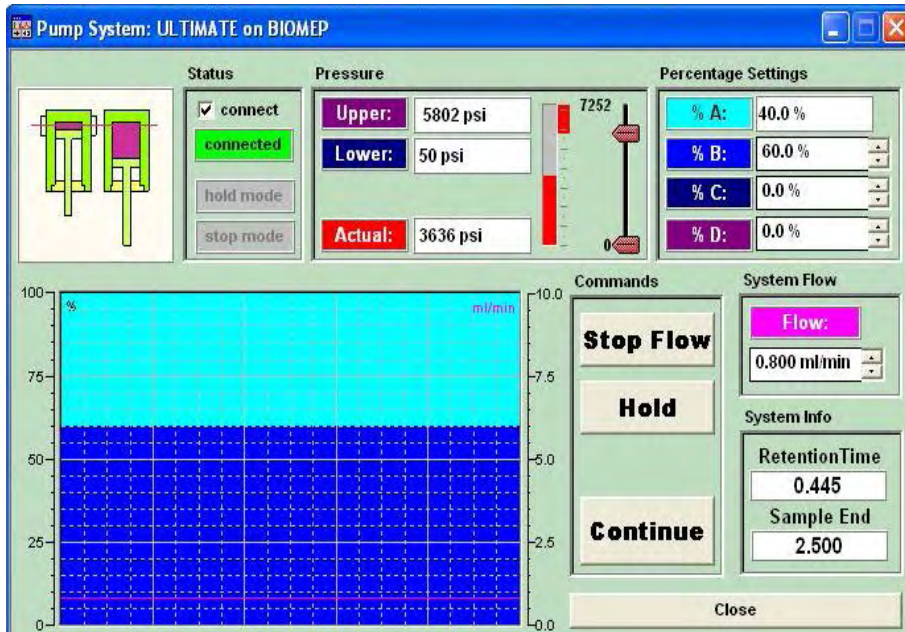 Pump System: ULTIMATE on BIOMEP
Status
connect
connected
hold mode
stop mode
Pressure
Upper: 5802 psi
Lower: 50 psi
Actual: 3636 psi
7252
0
Percentage Settings
% A: 40.0 %
% B: 60.0 %
% C: 0.0 %
% D: 0.0 %
100
75
50
25
0
%
ml/min
10.0
7.5
5.0
2.5
0.0
Commands
Stop Flow
Hold
Continue
System Flow
Flow:
0.800 ml/min
System Info
RetentionTime
0.445
Sample End
2.500
Close